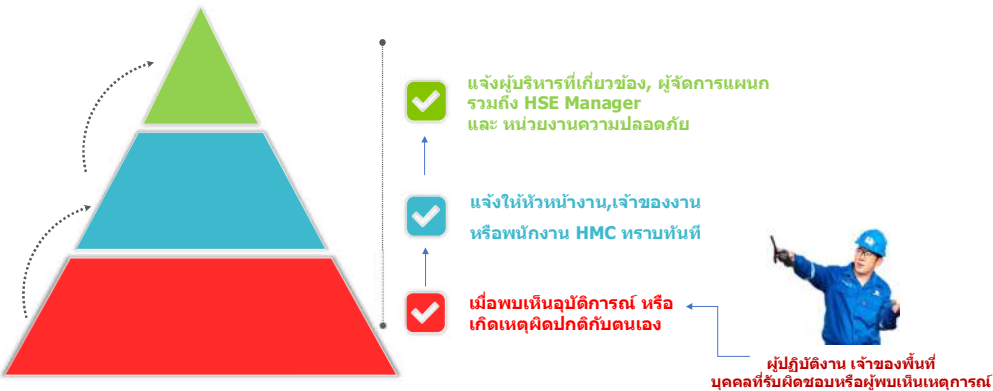 แจ้งผู้บริหารที่เกี่ยวข้อง, ผู้จัดการแผนก
รวมถึง HSE Manager
และ หน่วยงานความปลอดภัย
แจ้งให้หัวหน้างาน,เจ้าของงาน
หรือพนักงาน HMC ทราบทันที
เมื่อพบเห็นอุบัติการณ์ หรือ
เกิดเหตุผิดปกติกับตนเอง
ผู้ปฏิบัติงาน เจ้าของพื้นที่
บุคคลที่รับผิดชอบหรือผู้พบเห็นเหตุการณ์